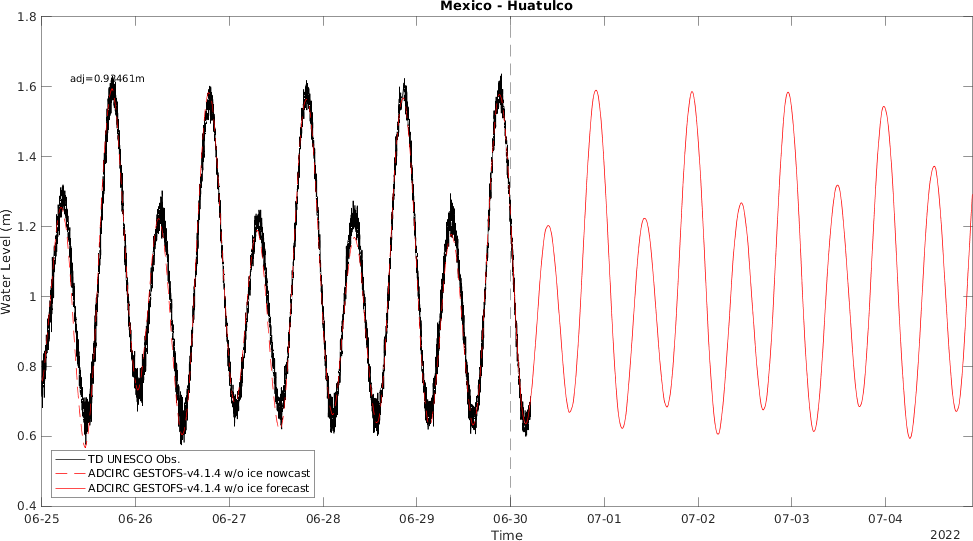 Mexico - Huatulco
1.8
1.6
1.4
1.2
1
0.8
0.6
0.4
Water Level (m)
adj=0.93461m
TD UNESCO Obs.
ADCIRC GESTOFS-v4.1.4 w/o ice nowcast
ADCIRC GESTOFS-v4.1.4 w/o ice forecast
06-25 06-26 06-27 06-28 06-29 06-30 07-01 07-02 07-03 07-04
Time
2022